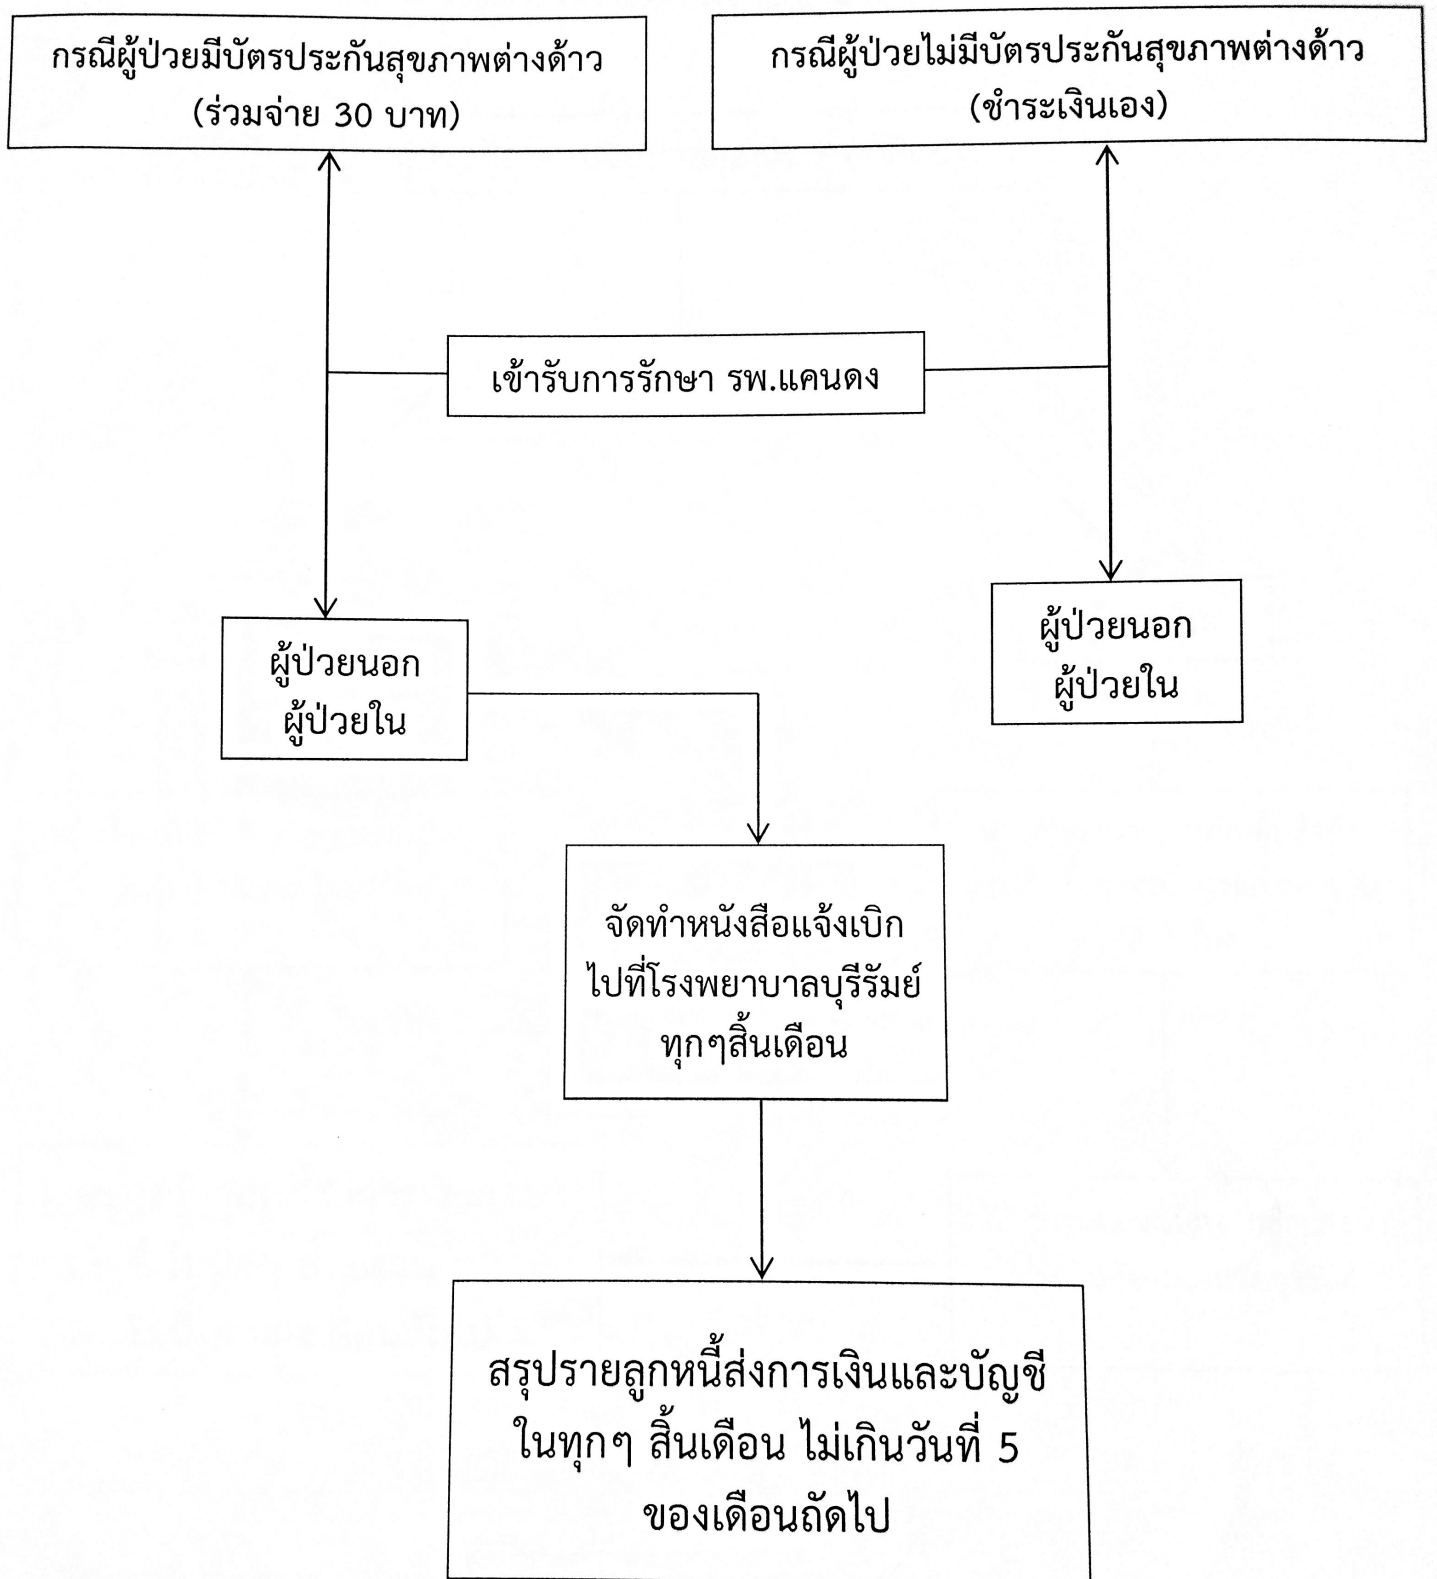 กรณีผู้ป่วยมีบัตรประกันสุขภาพต่างด้าว
(ร่วมจ่าย 30 บาท)
กรณีผู้ป่วยไม่มีบัตรประกันสุขภาพต่างด้าว
(ชำระเงินเอง)
เข้ารับการรักษา รพ.แคนดง
ผู้ป่วยนอก
ผู้ป่วยใน
ผู้ป่วยนอก
ผู้ป่วยใน
จัดทำหนังสือแจ้งเบิก
ไปที่โรงพยาบาลบุรีรัมย์
ทุกๆสิ้นเดือน
สรุปรายลูกหนี้ส่งการเงินและบัญชี
ในทุกๆ สิ้นเดือน ไม่เกินวันที่ 5
ของเดือนถัดไป